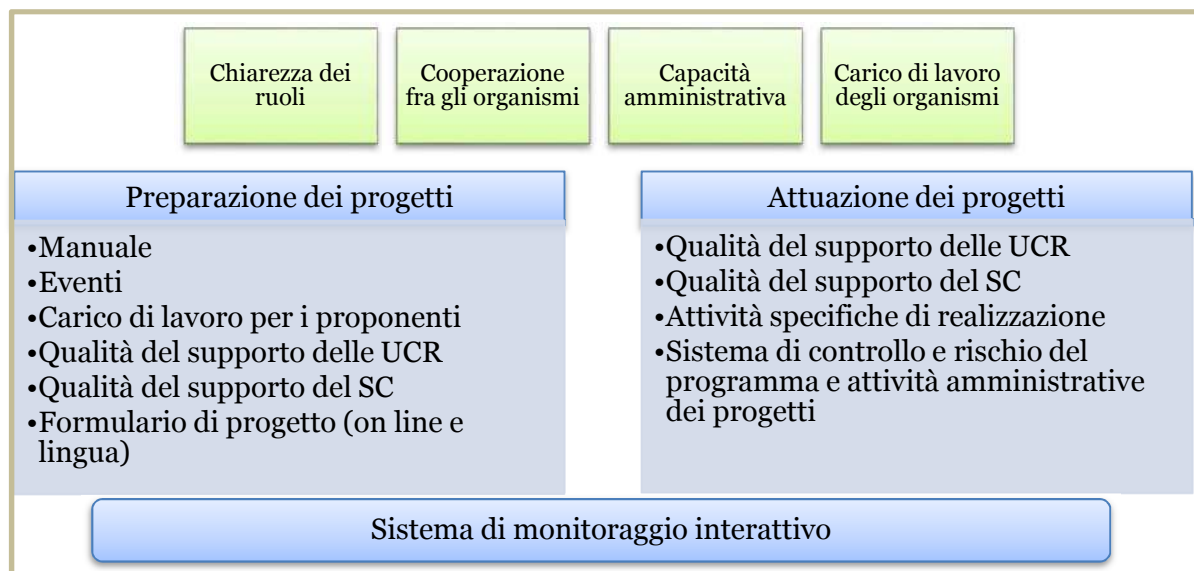 Chiarezza dei
ruoli
Cooperazione
fra gli organismi
Capacità
amministrativa
Carico di lavoro
degli organismi
Preparazione dei progetti
•Manuale
•Eventi
•Carico di lavoro per i proponenti
•Qualità del supporto delle UCR
•Qualità del supporto del SC
•Formulario di progetto (on line e
lingua)
Attuazione dei progetti
•Qualità del supporto delle UCR
•Qualità del supporto del SC
•Attività specifiche di realizzazione
•Sistema di controllo e rischio del
programma e attività amministrative
dei progetti
Sistema di monitoraggio interattivo